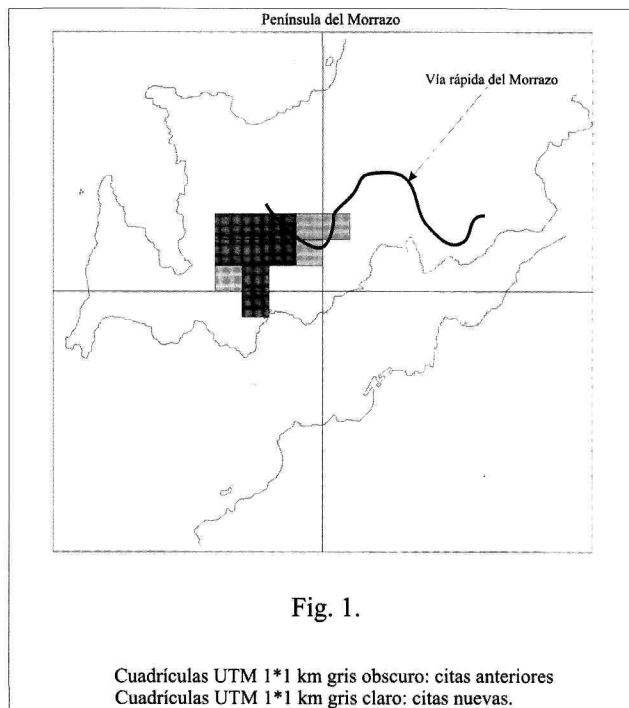 Península del Morrazo
Vía rápida del Morrazo
Fig. 1.
Cuadrículas UTM 1*1 km gris obscuro: citas anteriores
Cuadrículas UTM 1*1 km gris claro: citas nuevas.